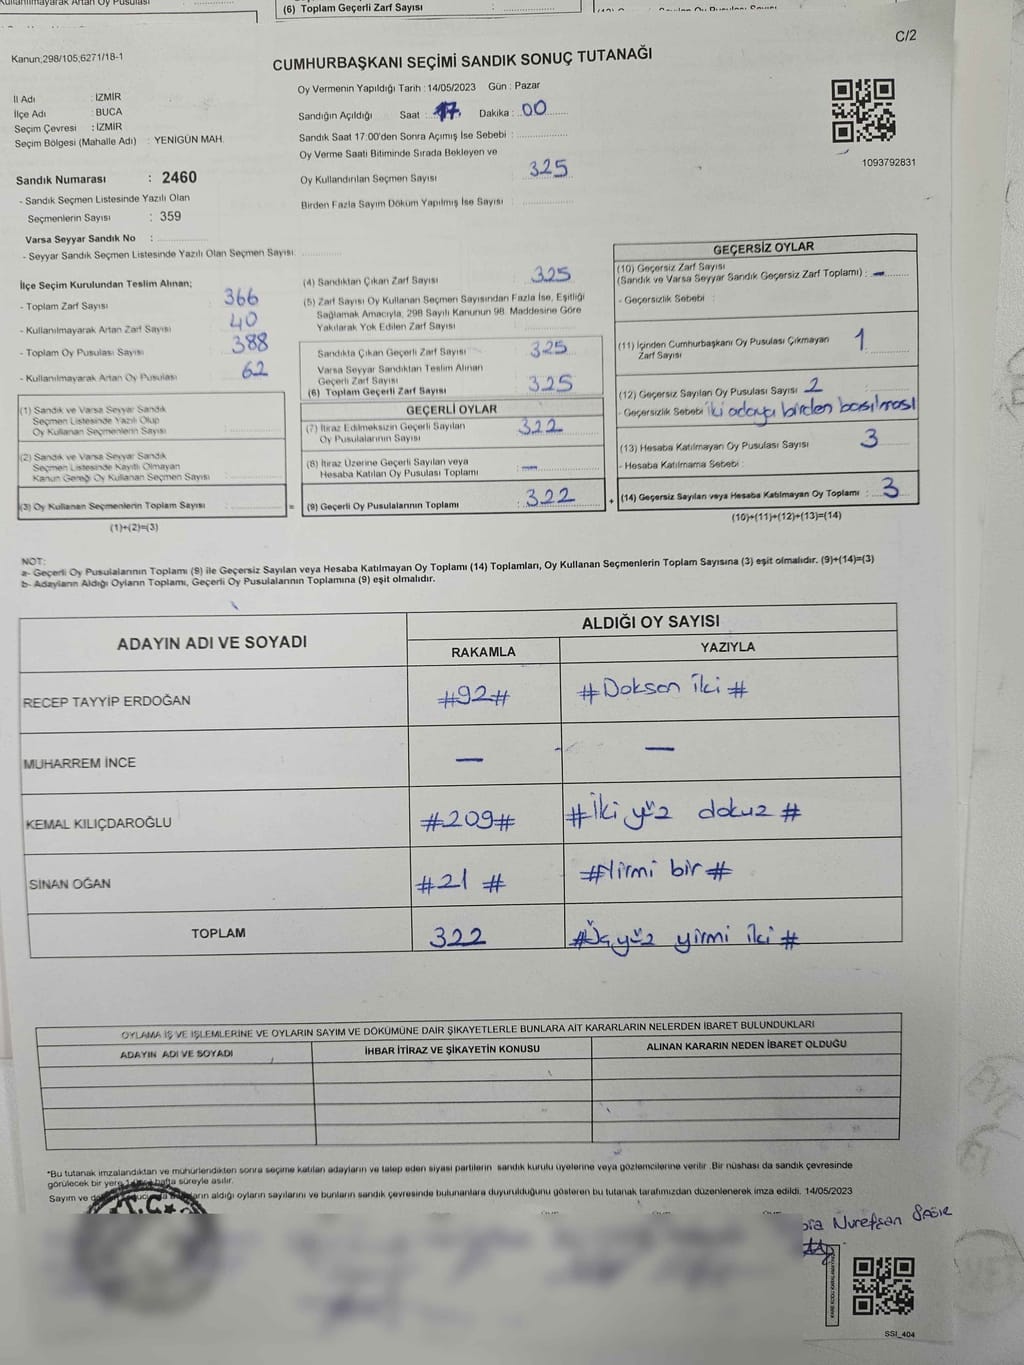 (6) Toplam Geçerli Zarf Sayısı :
C/2
Kanun;298/105;6271/18-1
CUMHURBAŞKANI SEÇİMİ SANDIK SONUÇ TUTANAĞI
İl Adı : İZMİR
İlçe Adı : BUCA
Seçim Çevresi : İZMİR
Seçim Bölgesi (Mahalle Adı) : YENİGÜN MAH.
Oy Vermenin Yapıldığı Tarih : 14/05/2023 Gün : Pazar
Sandığın Açıldığı Saat : 17 Dakika : 00
Sandık Saat 17.00'den Sonra Açımış İse Sebebi :
Oy Verme Saati Bitiminde Sırada Bekleyen ve
Oy Kullandırılan Seçmen Sayısı : 325
Birden Fazla Sayım Döküm Yapılmış İse Sayısı :
1093792831
Sandık Numarası : 2460
- Sandık Seçmen Listesinde Yazılı Olan
Seçmenlerin Sayısı : 359
Varsa Seyyar Sandık No :
- Seyyar Sandık Seçmen Listesinde Yazılı Olan Seçmen Sayısı:
İlçe Seçim Kurulundan Teslim Alınan;
- Toplam Zarf Sayısı : 366
- Kullanılmayarak Artan Zarf Sayısı : 40
- Toplam Oy Pusulası Sayısı : 388
- Kullanılmayarak Artan Oy Pusulası : 62
(1) Sandık ve Varsa Seyyar Sandık
Seçmen Listesinde Yazılı Olup
Oy Kullanan Seçmenlerin Sayısı :
(2) Sandık ve Varsa Seyyar Sandık
Seçmen Listesinde Kayıtlı Olmayan
Kanun Gereği Oy Kullanan Seçmen Sayısı :
(3) Oy Kullanan Seçmenlerin Toplam Sayısı :
(1)+(2)=(3)
(4) Sandıktan Çıkan Zarf Sayısı : 325
(5) Zarf Sayısı Oy Kullanan Seçmen Sayısından Fazla İse, Eşitliği
Sağlamak Amacıyla, 298 Sayılı Kanunun 98. Maddesine Göre
Yakılarak Yok Edilen Zarf Sayısı :
Sandıkta Çıkan Geçerli Zarf Sayısı : 325
Varsa Seyyar Sandıktan Teslim Alınan
Geçerli Zarf Sayısı :
(6) Toplam Geçerli Zarf Sayısı : 325
GEÇERLİ OYLAR
(7) İtiraz Edilmeksizin Geçerli Sayılan
Oy Pusulalarının Sayısı : 322
(8) İtiraz Üzerine Geçerli Sayılan veya
Hesaba Katılan Oy Pusulası Toplamı : —
(9) Geçerli Oy Pusulalarının Toplamı : 322
GEÇERSİZ OYLAR
(10) Geçersiz Zarf Sayısı
(Sandık ve Varsa Seyyar Sandık Geçersiz Zarf Toplamı) : —
- Geçersizlik Sebebi :
(11) İçinden Cumhurbaşkanı Oy Pusulası Çıkmayan
Zarf Sayısı : 1
(12) Geçersiz Sayılan Oy Pusulası Sayısı : 2
- Geçersizlik Sebebi : iki adaya birden basılması
(13) Hesaba Katılmayan Oy Pusulası Sayısı : 3
- Hesaba Katılmama Sebebi :
(14) Geçersiz Sayılan veya Hesaba Katılmayan Oy Toplamı : 3
(10)+(11)+(12)+(13)=(14)
NOT:
a- Geçerli Oy Pusulalarının Toplamı (9) ile Geçersiz Sayılan veya Hesaba Katılmayan Oy Toplamı (14) Toplamları, Oy Kullanan Seçmenlerin Toplam Sayısına (3) eşit olmalıdır. (9)+(14)=(3)
b- Adayların Aldığı Oyların Toplamı, Geçerli Oy Pusulalarının Toplamına (9) eşit olmalıdır.
ADAYIN ADI VE SOYADI
ALDIĞI OY SAYISI
RAKAMLA YAZIYLA
RECEP TAYYİP ERDOĞAN #92# #Doksan İki#
MUHARREM İNCE — —
KEMAL KILIÇDAROĞLU #209# #İki yüz dokuz#
SİNAN OĞAN #21# #Yirmi bir#
TOPLAM 322 #Üçyüz yirmi iki#
OYLAMA İŞ VE İŞLEMLERİNE VE OYLARIN SAYIM VE DÖKÜMÜNE DAİR ŞİKAYETLERLE BUNLARA AİT KARARLARIN NELERDEN İBARET BULUNDUKLARI
ADAYIN ADI VE SOYADI İHBAR İTİRAZ VE ŞİKAYETİN KONUSU ALINAN KARARIN NEDEN İBARET OLDUĞU
*Bu tutanak imzalandıktan ve mühürlendikten sonra seçime katılan adayların ve talep eden siyasi partilerin sandık kurulu üyelerine veya gözlemcilerine verilir. Bir nüshası da sandık çevresinde
görülecek bir yere 1 hafta süreyle asılır.
Sayım ve adayların aldığı oyların sayılarını ve bunların sandık çevresinde bulunanlara duyurulduğunu gösteren bu tutanak tarafımızdan düzenlenerek imza edildi. 14/05/2023
T.C.
Nurefşan
SSI_404